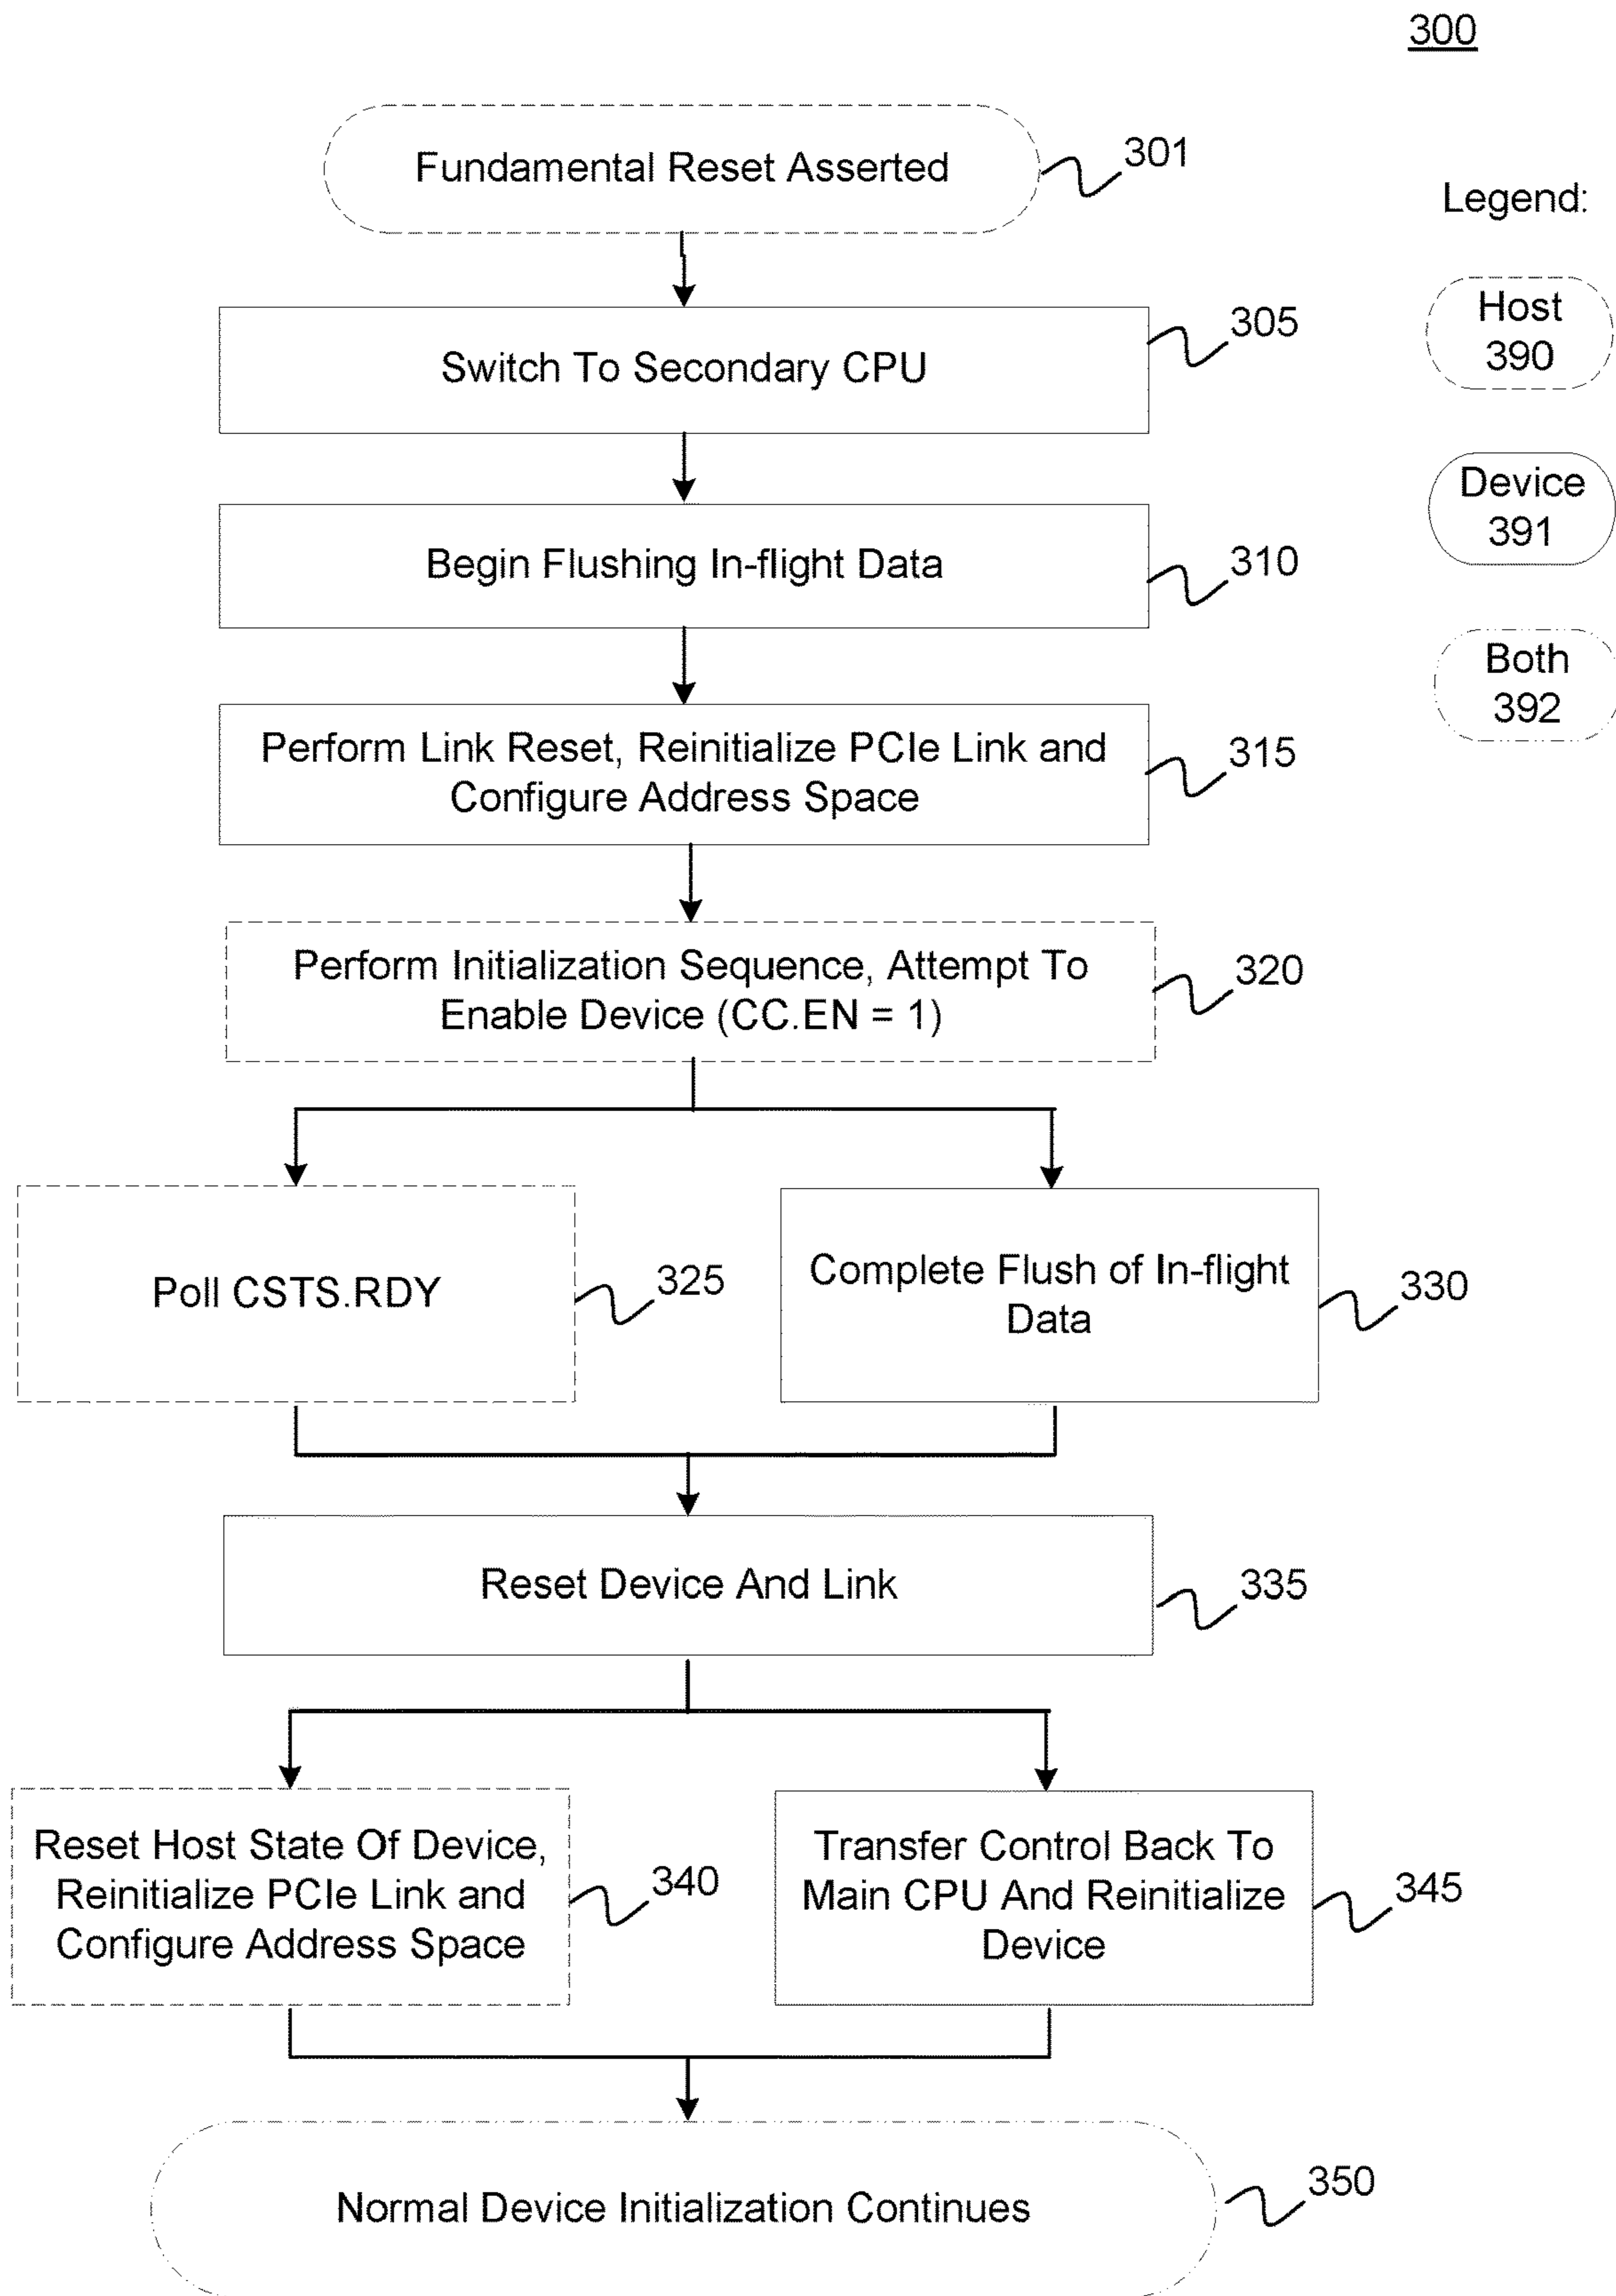 300
Fundamental Reset Asserted
301
Legend:
Host
390
Switch To Secondary CPU
305
Device
391
Begin Flushing In-flight Data
310
Both
392
Perform Link Reset, Reinitialize PCIe Link and
Configure Address Space
315
Perform Initialization Sequence, Attempt To
Enable Device (CC.EN = 1)
320
Poll CSTS.RDY
325
Complete Flush of In-flight
Data
330
Reset Device And Link
335
Reset Host State Of Device,
Reinitialize PCIe Link and
Configure Address Space
340
Transfer Control Back To
Main CPU And Reinitialize
Device
345
Normal Device Initialization Continues
350